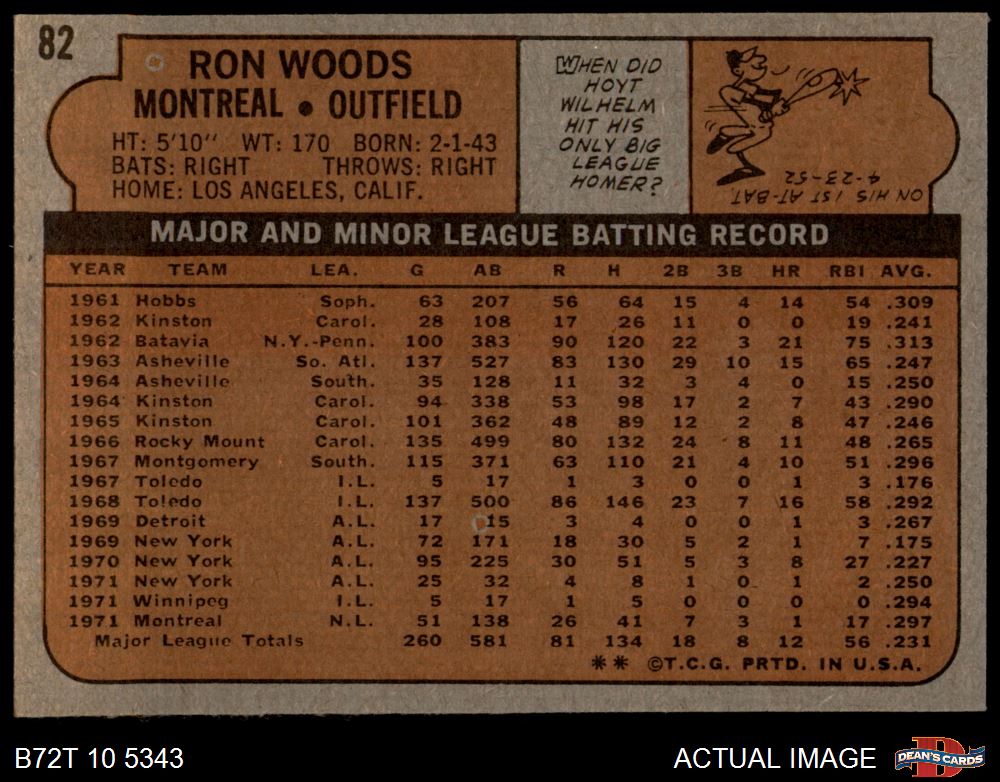 82
RON WOODS
MONTREAL • OUTFIELD
HT: 5'10" WT: 170 BORN: 2-1-43
BATS: RIGHT THROWS: RIGHT
HOME: LOS ANGELES, CALIF.
WHEN DID
HOYT
WILHELM
HIT HIS
ONLY BIG
LEAGUE
HOMER?
ON HIS 1ST AT-BAT
4-23-52
MAJOR AND MINOR LEAGUE BATTING RECORD
YEAR TEAM LEA. G AB R H 2B 3B HR RBI AVG.
1961 Hobbs Soph. 63 207 56 64 15 4 14 54 .309
1962 Kinston Carol. 28 108 17 26 11 0 0 19 .241
1962 Batavia N.Y.-Penn. 100 383 90 120 22 3 21 75 .313
1963 Asheville So. Atl. 137 527 83 130 29 10 15 65 .247
1964 Asheville South. 35 128 11 32 3 4 0 15 .250
1964 Kinston Carol. 94 338 53 98 17 2 7 43 .290
1965 Kinston Carol. 101 362 48 89 12 2 8 47 .246
1966 Rocky Mount Carol. 135 499 80 132 24 8 11 48 .265
1967 Montgomery South. 115 371 63 110 21 4 10 51 .296
1967 Toledo I.L. 5 17 1 3 0 0 1 3 .176
1968 Toledo I.L. 137 500 86 146 23 7 16 58 .292
1969 Detroit A.L. 17 15 3 4 0 0 1 3 .267
1969 New York A.L. 72 171 18 30 5 2 1 7 .175
1970 New York A.L. 95 225 30 51 5 3 8 27 .227
1971 New York A.L. 25 32 4 8 1 0 1 2 .250
1971 Winnipeg I.L. 5 17 1 5 0 0 0 0 .294
1971 Montreal N.L. 51 138 26 41 7 3 1 17 .297
Major League Totals 260 581 81 134 18 8 12 56 .231
** ©T.C.G. PRTD. IN U.S.A.
B72T 10 5343
ACTUAL IMAGE
D
DEAN'S CARDS